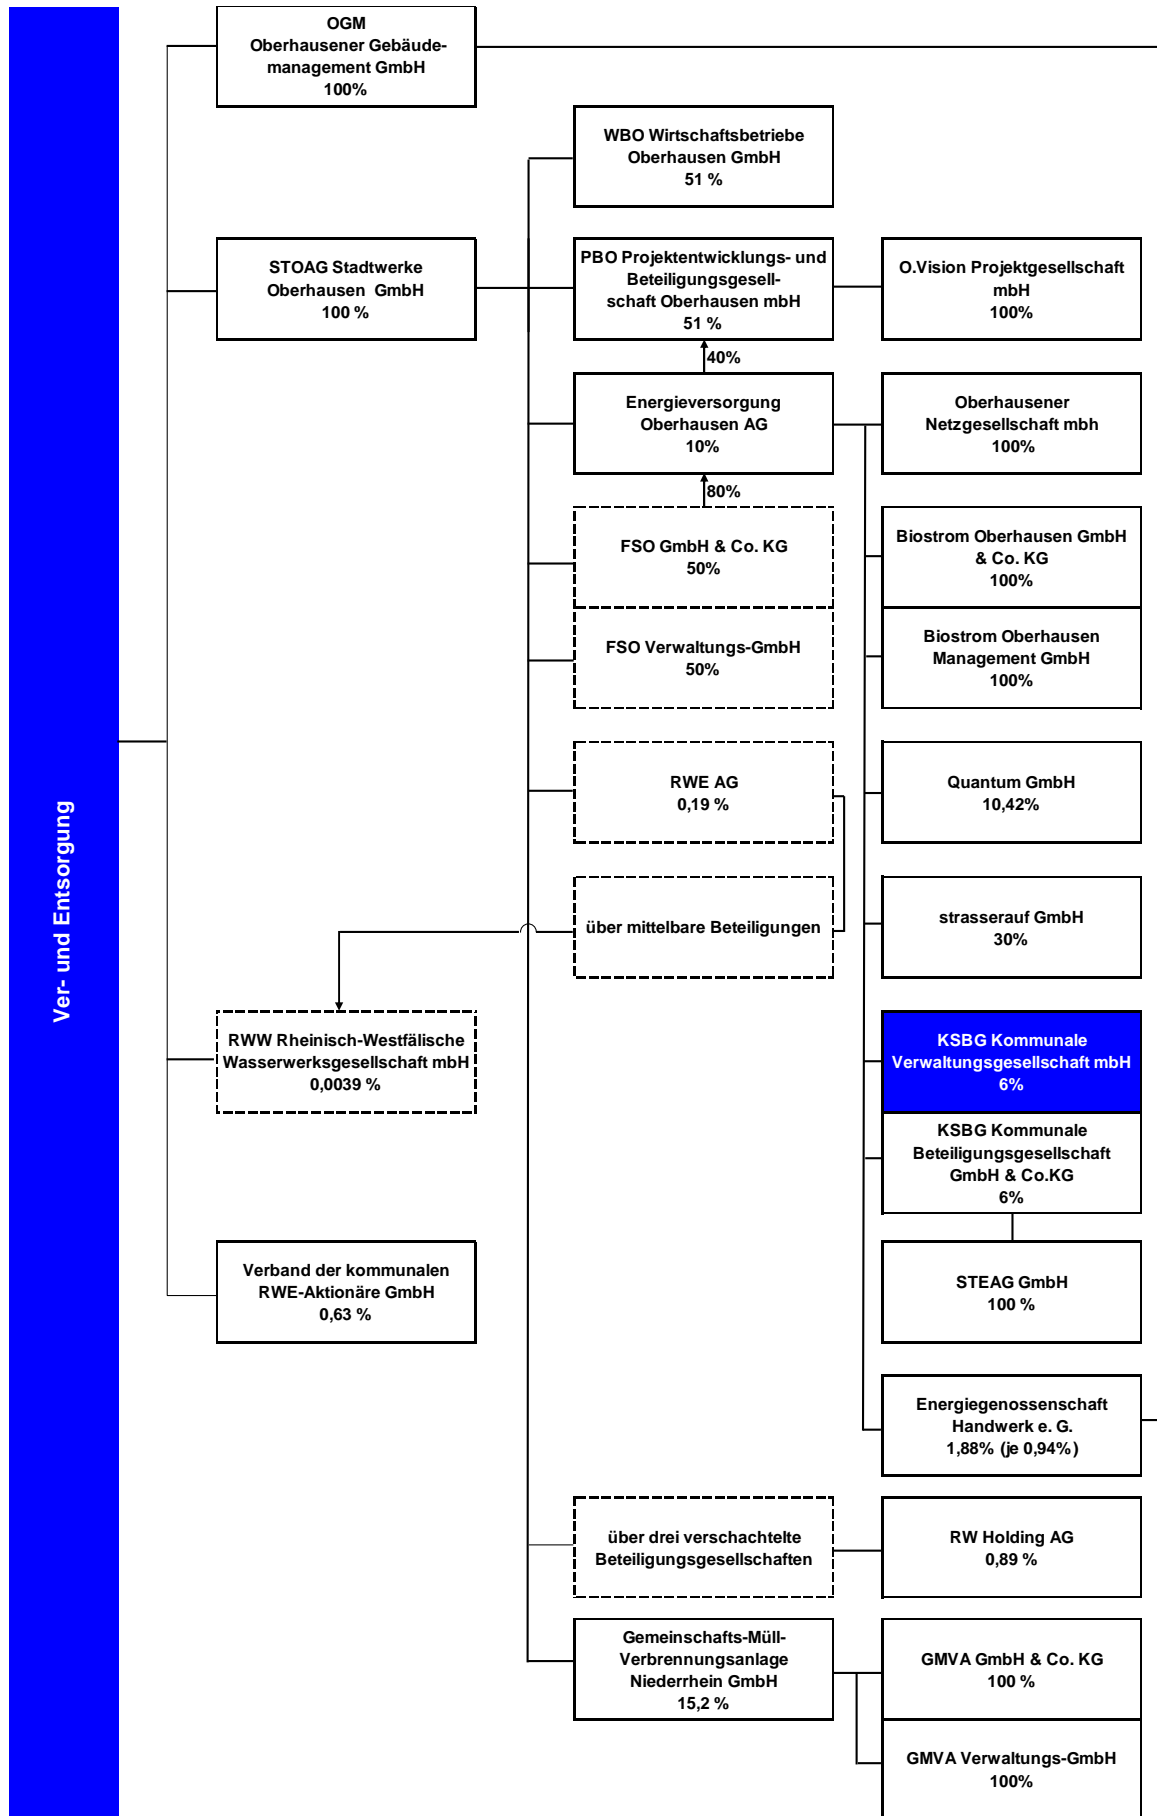 Ver- und Entsorgung
OGM
Oberhausener Gebäude-
management GmbH
100%
WBO Wirtschaftsbetriebe
Oberhausen GmbH
51 %
STOAG Stadtwerke
Oberhausen GmbH
100 %
PBO Projektentwicklungs- und
Beteiligungsgesell-
schaft Oberhausen mbH
51 %
O.Vision Projektgesellschaft
mbH
100%
40%
Energieversorgung
Oberhausen AG
10%
Oberhausener
Netzgesellschaft mbh
100%
80%
FSO GmbH & Co. KG
50%
Biostrom Oberhausen GmbH
& Co. KG
100%
FSO Verwaltungs-GmbH
50%
Biostrom Oberhausen
Management GmbH
100%
RWE AG
0,19 %
Quantum GmbH
10,42%
über mittelbare Beteiligungen
strasserauf GmbH
30%
RWW Rheinisch-Westfälische
Wasserwerksgesellschaft mbH
0,0039 %
KSBG Kommunale
Verwaltungsgesellschaft mbH
6%
KSBG Kommunale
Beteiligungsgesellschaft
GmbH & Co.KG
6%
Verband der kommunalen
RWE-Aktionäre GmbH
0,63 %
STEAG GmbH
100 %
Energiegenossenschaft
Handwerk e. G.
1,88% (je 0,94%)
über drei verschachtelte
Beteiligungsgesellschaften
RW Holding AG
0,89 %
Gemeinschafts-Müll-
Verbrennungsanlage
Niederrhein GmbH
15,2 %
GMVA GmbH & Co. KG
100 %
GMVA Verwaltungs-GmbH
100%